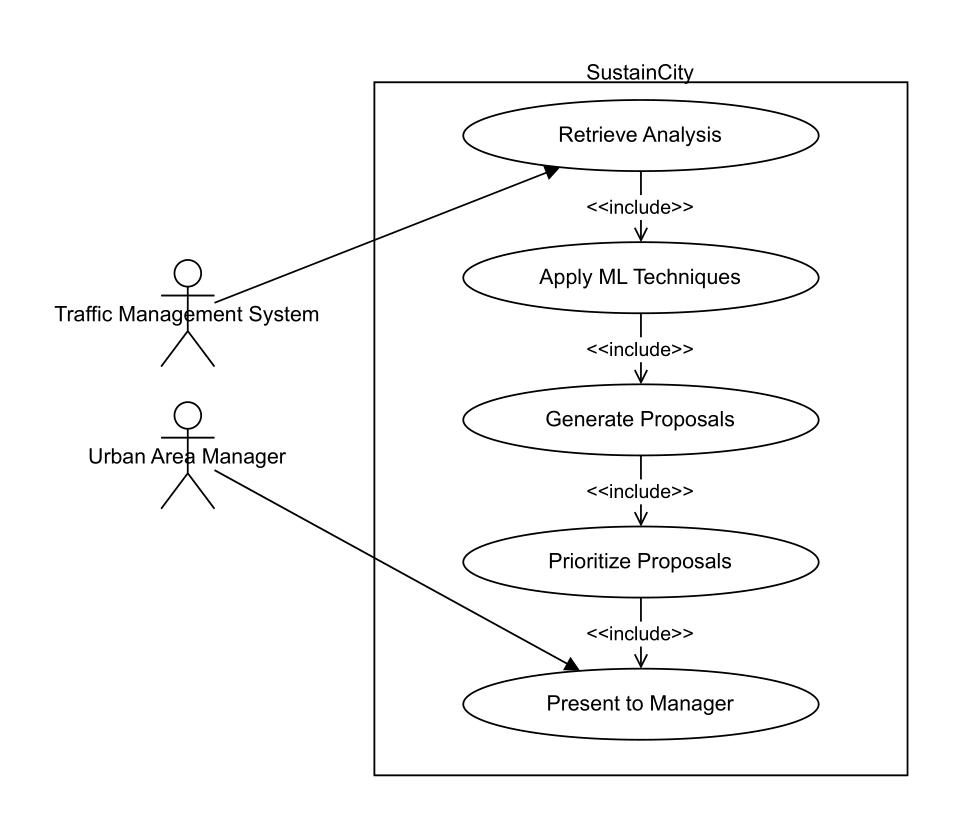 SustainCity
Retrieve Analysis
<<include>>
Apply ML Techniques
Traffic Management System
<<include>>
Generate Proposals
Urban Area Manager
<<include>>
Prioritize Proposals
<<include>>
Present to Manager